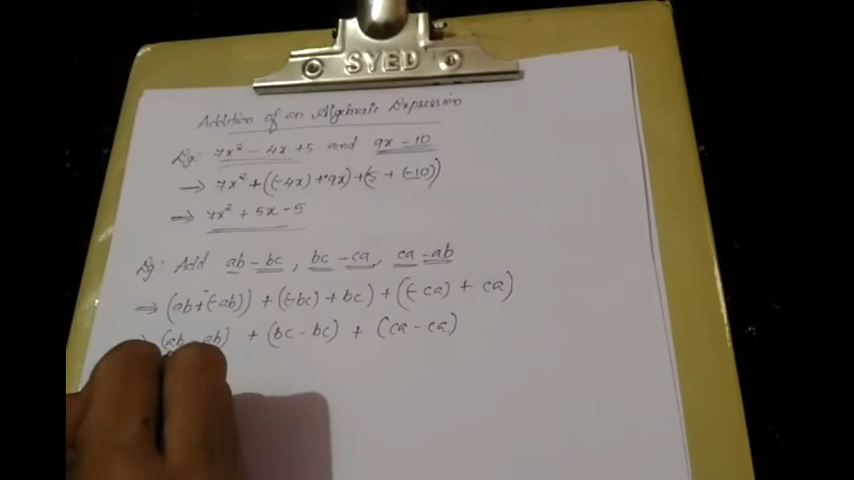 SYED
Addition of an Algebraic Expression
Eg: 7x² - 4x + 5 and 9x - 10
→ 7x² + ((-4x) + 9x) + (5 + (-10))
⇒ 7x² + 5x - 5
Eg: Add ab - bc, bc - ca, ca - ab
⇒ (ab + (-ab)) + ((-bc) + bc) + ((-ca) + ca)
⇒ (ab - ab) + (bc - bc) + (ca - ca)